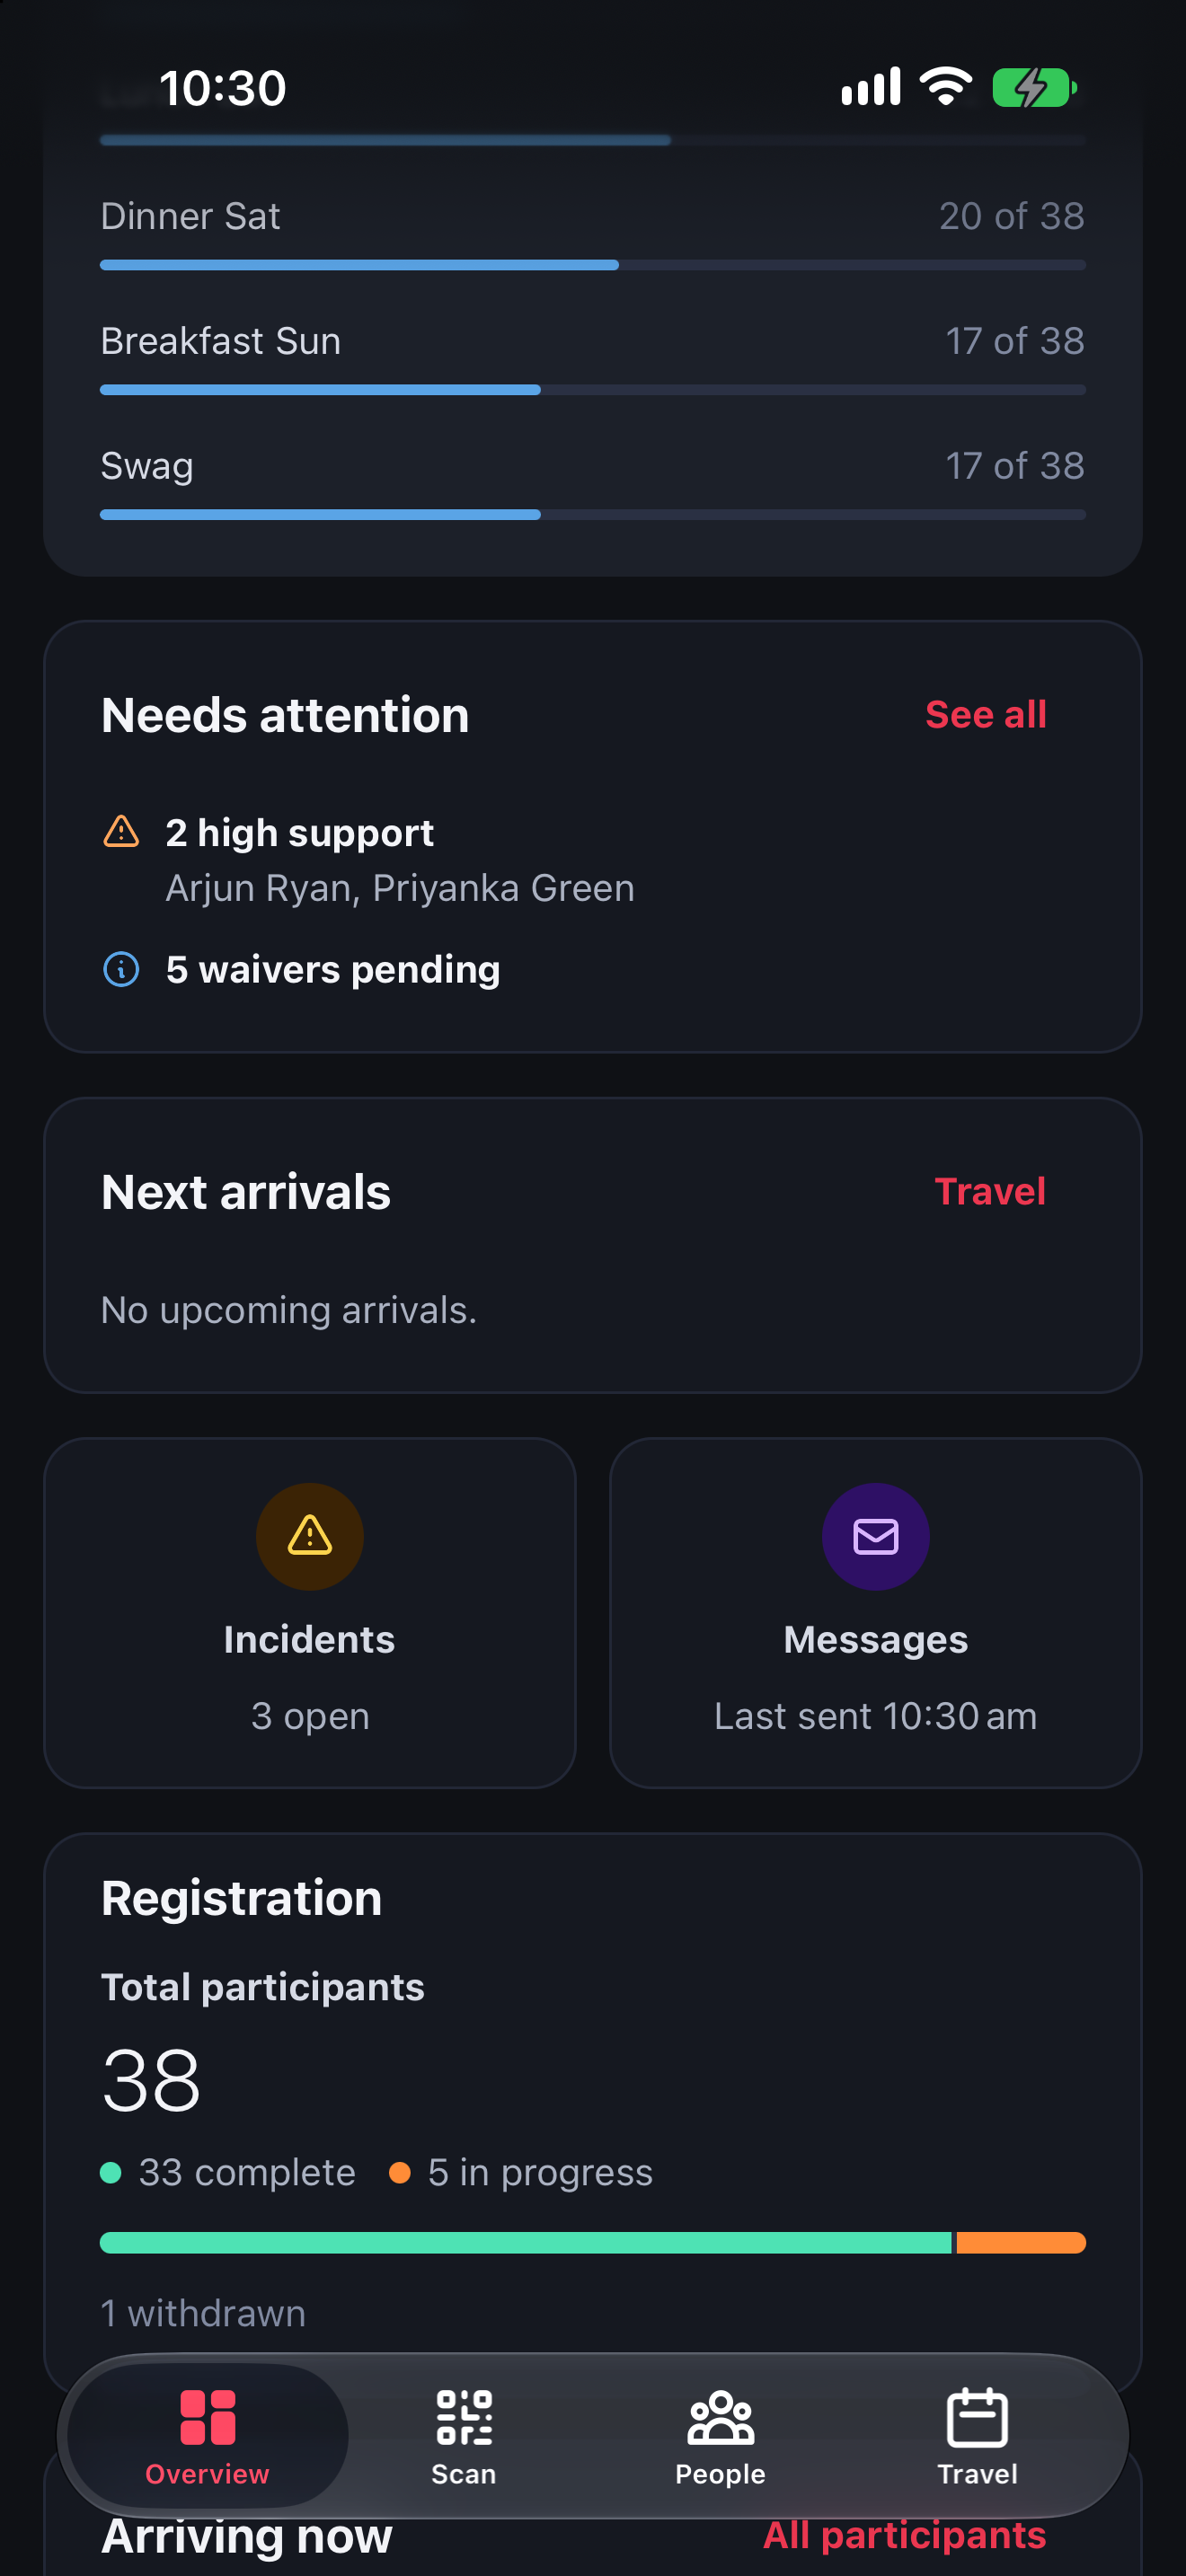 10:30
Dinner Sat 20 of 38
Breakfast Sun 17 of 38
Swag 17 of 38
Needs attention See all
2 high support
Arjun Ryan, Priyanka Green
5 waivers pending
Next arrivals Travel
No upcoming arrivals.
Incidents
3 open
Messages
Last sent 10:30 am
Registration
Total participants
38
33 complete 5 in progress
1 withdrawn
Overview Scan People Travel
Arriving now All participants